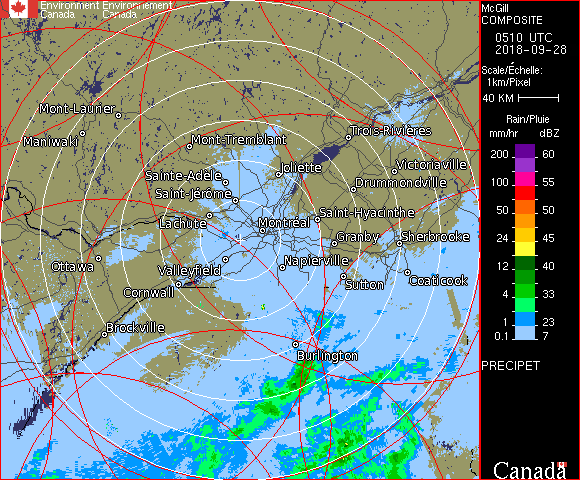 Environment Environnement
Canada Canada
McGill
COMPOSITE
0510 UTC
2018-09-28
Scale/Échelle:
1km/Pixel
40 KM
Rain/Pluie
mm/hr dBZ
200 60
100 55
50 50
24 45
12 40
4 33
1 23
0.1 7
PRECIPET
Canada
Mont-Laurier
Maniwaki
Mont-Tremblant
Trois-Rivières
Sainte-Adèle
Joliette
Victoriaville
Saint-Jérôme
Drummondville
Lachute
Montréal
Saint-Hyacinthe
Granby
Sherbrooke
Ottawa
Valleyfield
Napierville
Cornwall
Sutton
Coaticook
Brockville
Burlington